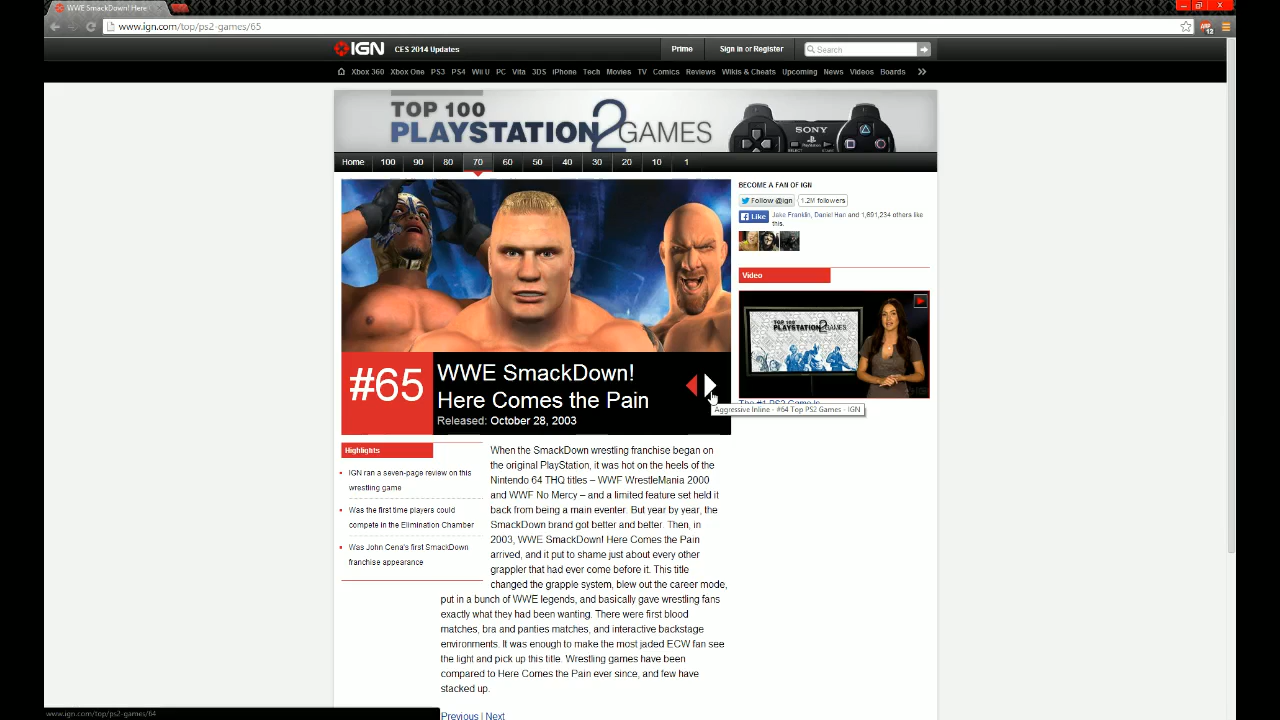 WWE SmackDown! Here
www.ign.com/top/ps2-games/65
12
IGN
CES 2014 Updates
Prime
Sign in or Register
Search
Xbox 360 Xbox One PS3 PS4 Wii U PC Vita 3DS iPhone Tech Movies TV Comics Reviews Wikis & Cheats Upcoming News Videos Boards
TOP 100
PLAYSTATION 2 GAMES
SONY
PlayStation
SELECT START
Home 100 90 80 70 60 50 40 30 20 10 1
#65
WWE SmackDown!
Here Comes the Pain
Released: October 28, 2003
Aggressive Inline - #64 Top PS2 Games - IGN
BECOME A FAN OF IGN
Follow @ign 1.2M followers
Like
Jake Franklin, Daniel Han and 1,691,234 others like
this.
Video
TOP 100
PLAYSTATION 2 GAMES
The #1 PS2 Game Is
Highlights
IGN ran a seven-page review on this
wrestling game
Was the first time players could
compete in the Elimination Chamber
Was John Cena's first SmackDown
franchise appearance
When the SmackDown wrestling franchise began on
the original PlayStation, it was hot on the heels of the
Nintendo 64 THQ titles – WWF WrestleMania 2000
and WWF No Mercy – and a limited feature set held it
back from being a main eventer. But year by year, the
SmackDown brand got better and better. Then, in
2003, WWE SmackDown! Here Comes the Pain
arrived, and it put to shame just about every other
grappler that had ever come before it. This title
changed the grapple system, blew out the career mode,
put in a bunch of WWE legends, and basically gave wrestling fans
exactly what they had been wanting. There were first blood
matches, bra and panties matches, and interactive backstage
environments. It was enough to make the most jaded ECW fan see
the light and pick up this title. Wrestling games have been
compared to Here Comes the Pain ever since, and few have
stacked up.
Previous | Next
www.ign.com/top/ps2-games/64